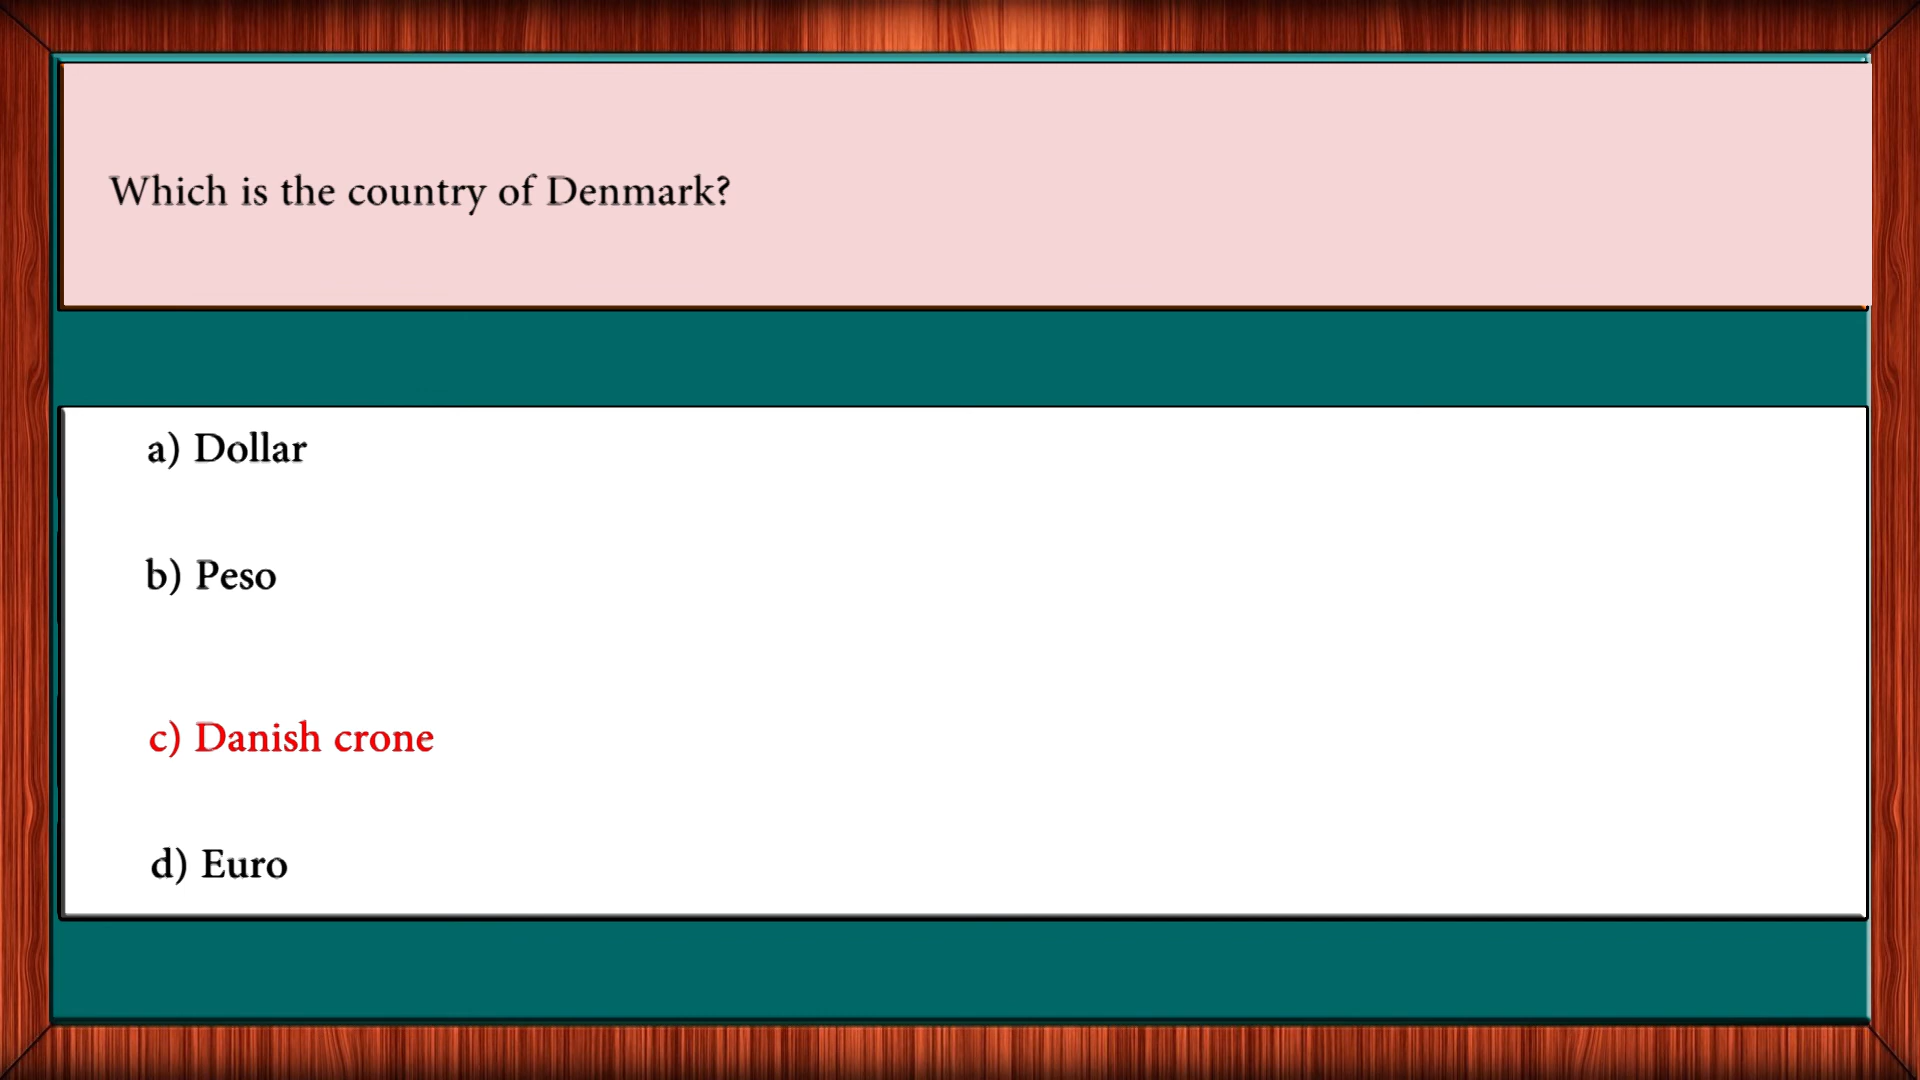 Which is the country of Denmark?
a) Dollar
b) Peso
c) Danish crone
d) Euro